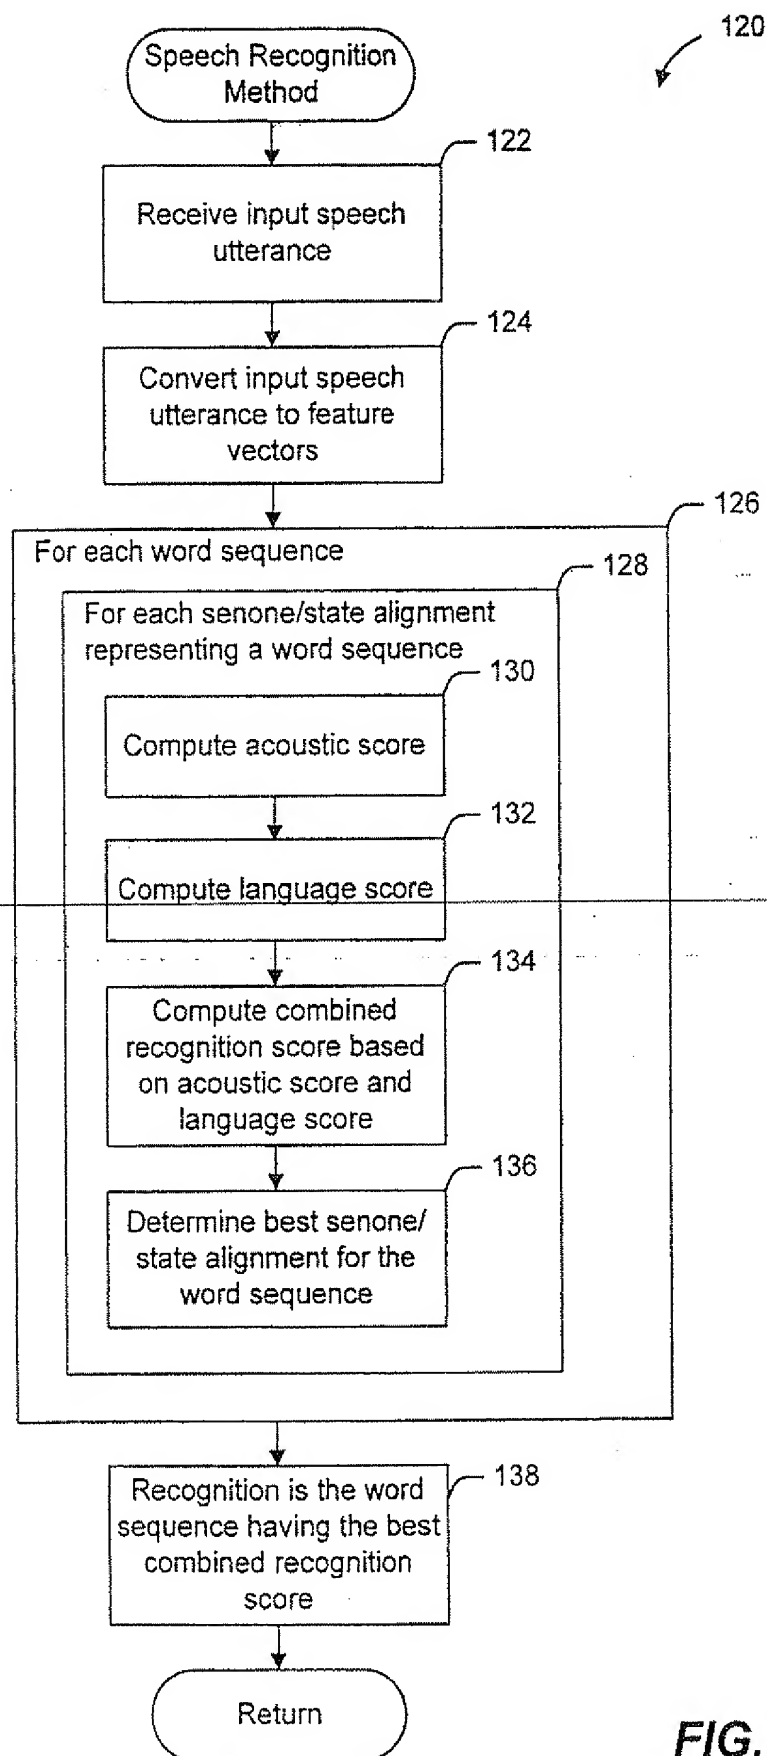 120
Speech Recognition
Method
122
Receive input speech
utterance
124
Convert input speech
utterance to feature
vectors
126
For each word sequence
128
For each senone/state alignment
representing a word sequence
130
Compute acoustic score
132
Compute language score
134
Compute combined
recognition score based
on acoustic score and
language score
136
Determine best senone/
state alignment for the
word sequence
138
Recognition is the word
sequence having the best
combined recognition
score
Return
FIG.